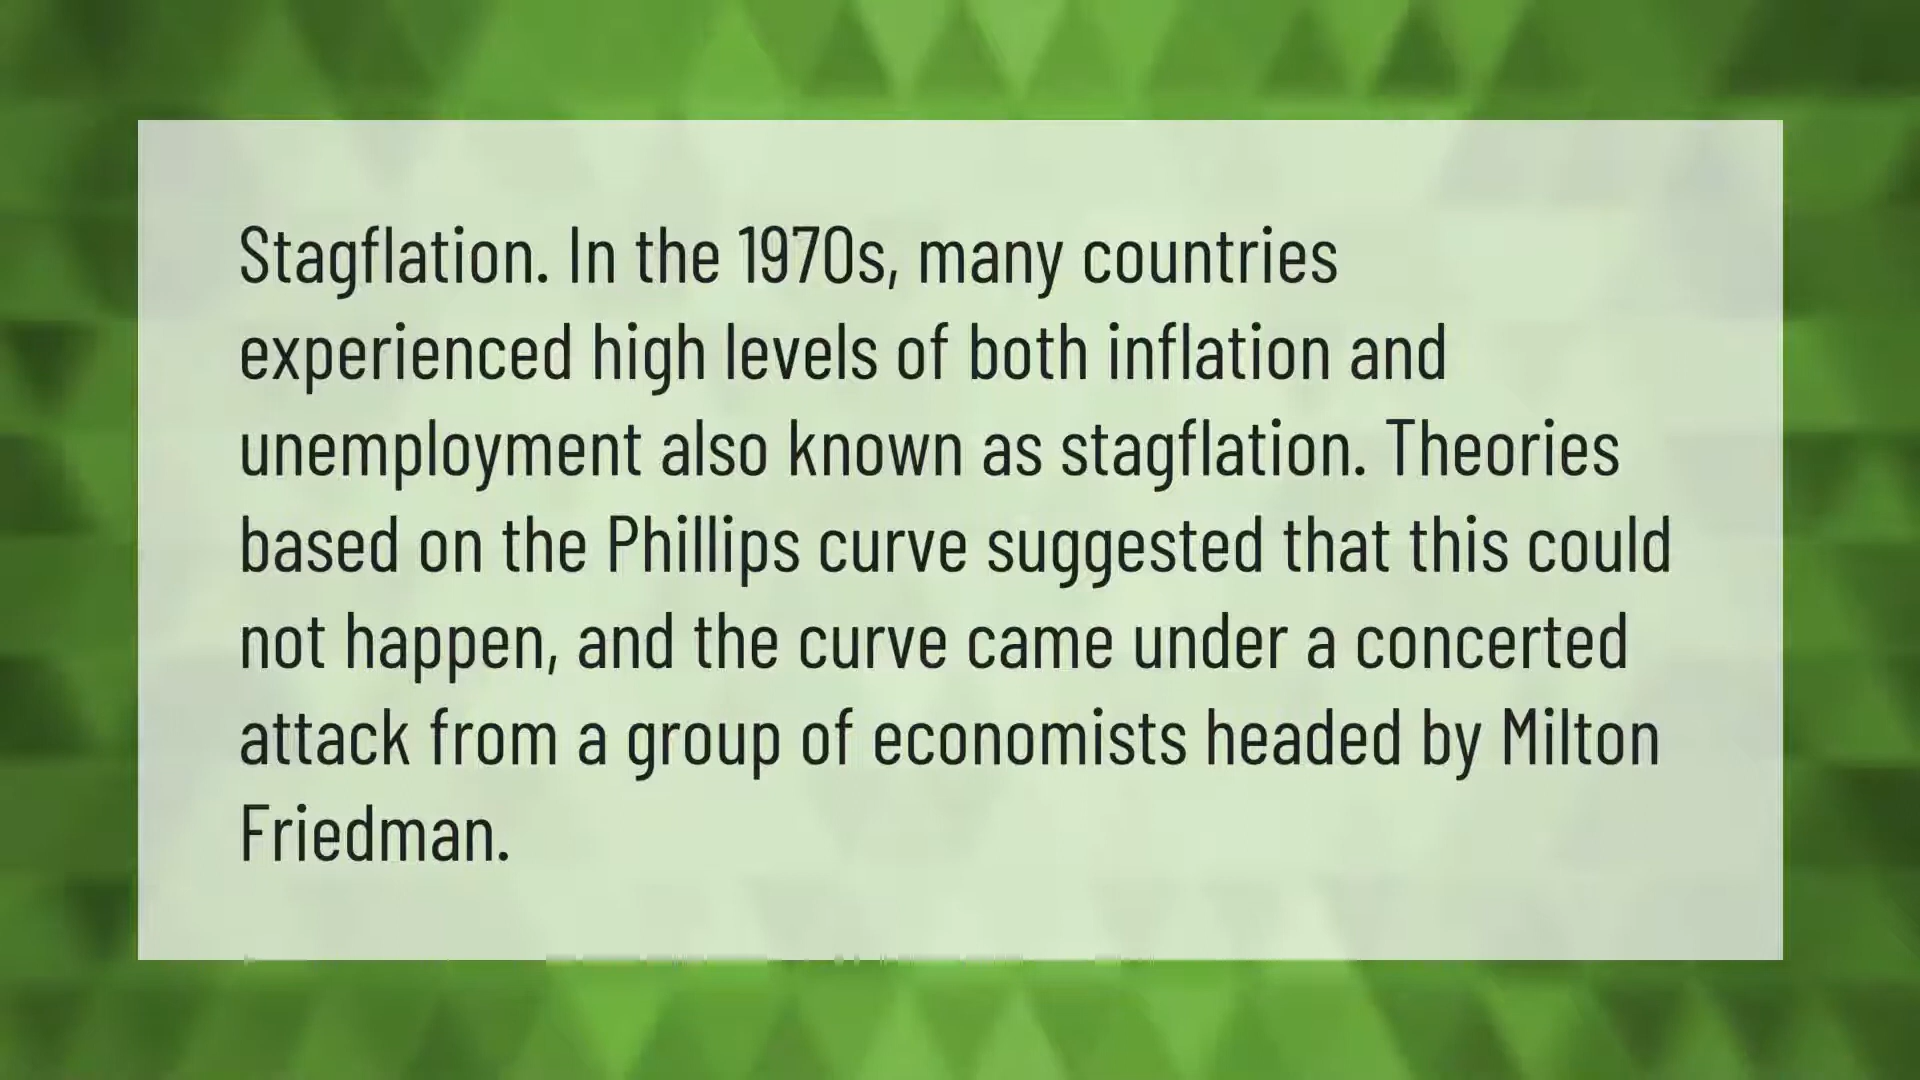 Stagflation. In the 1970s, many countries
experienced high levels of both inflation and
unemployment also known as stagflation. Theories
based on the Phillips curve suggested that this could
not happen, and the curve came under a concerted
attack from a group of economists headed by Milton
Friedman.